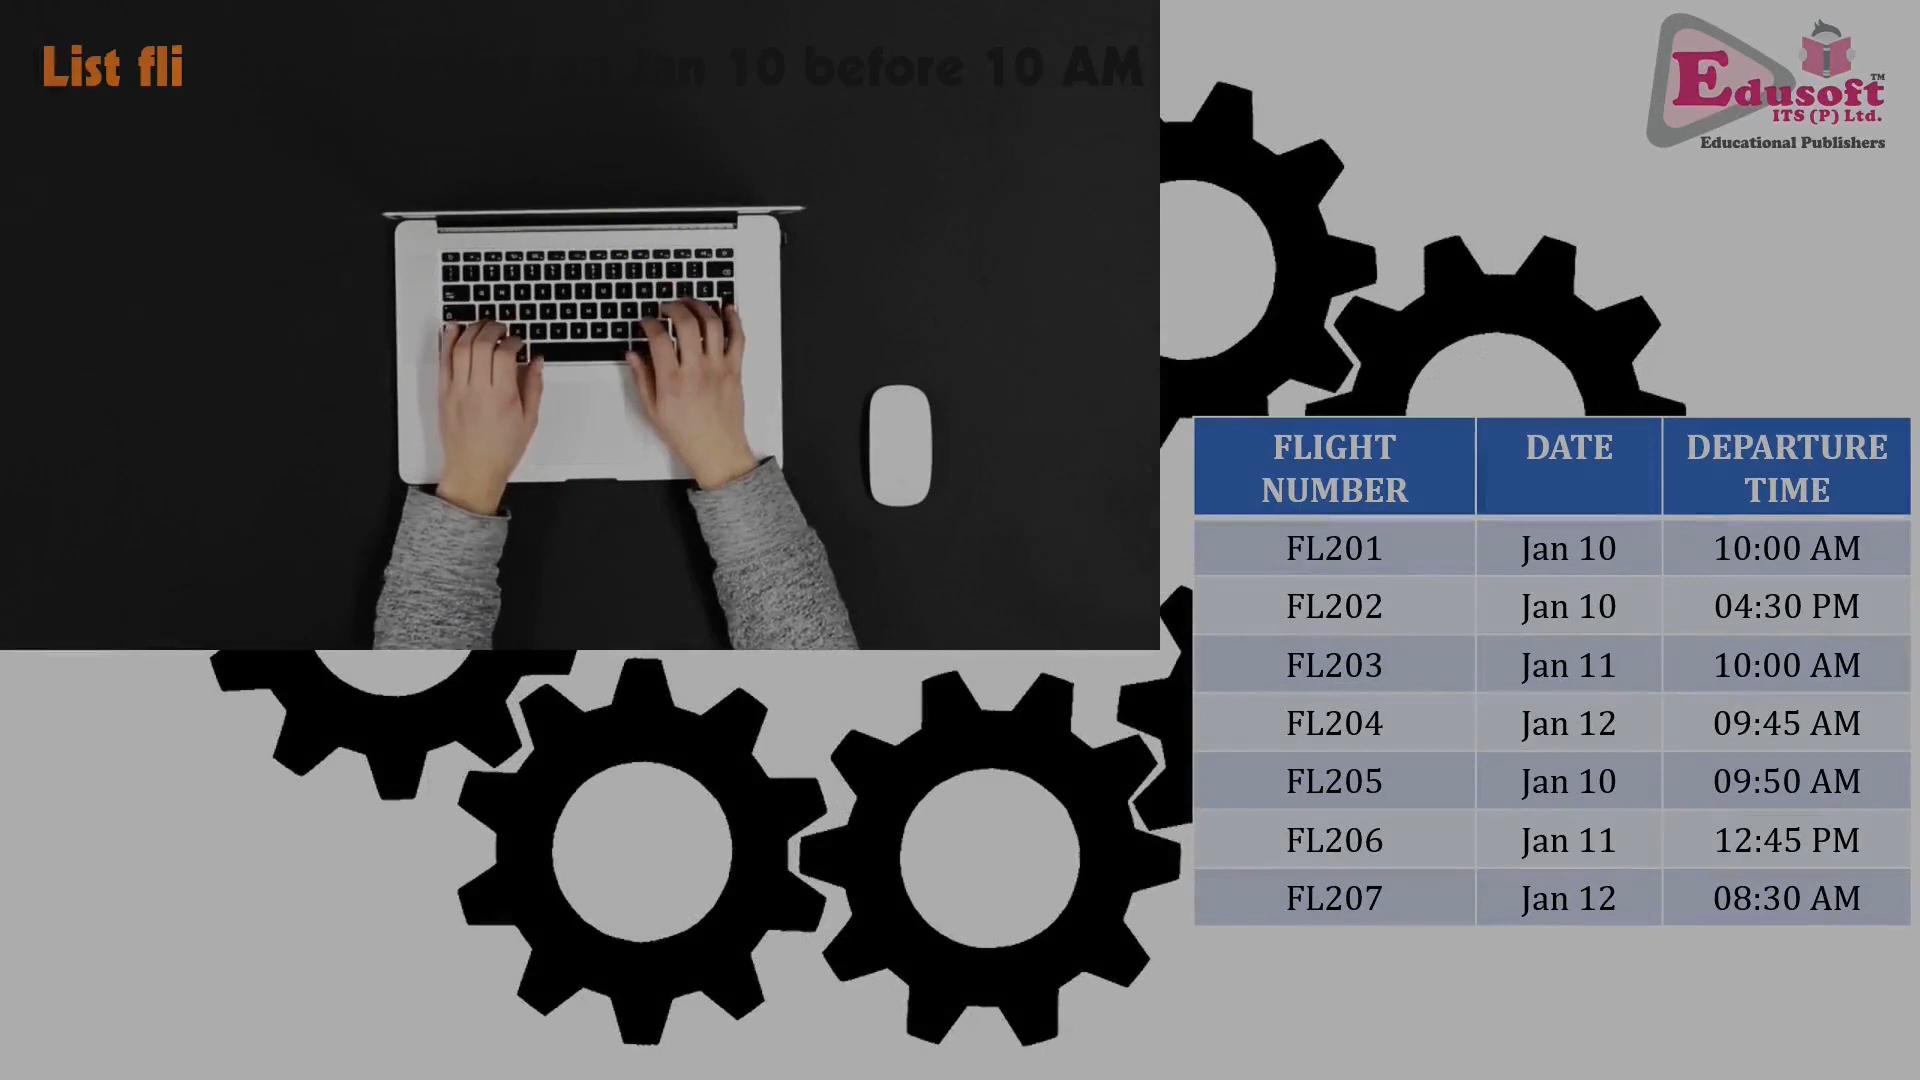 List fli
Jan 10 before 10 AM
Edusoft TM
ITS (P) Ltd.
Educational Publishers
FLIGHT NUMBER DATE DEPARTURE TIME
FL201 Jan 10 10:00 AM
FL202 Jan 10 04:30 PM
FL203 Jan 11 10:00 AM
FL204 Jan 12 09:45 AM
FL205 Jan 10 09:50 AM
FL206 Jan 11 12:45 PM
FL207 Jan 12 08:30 AM